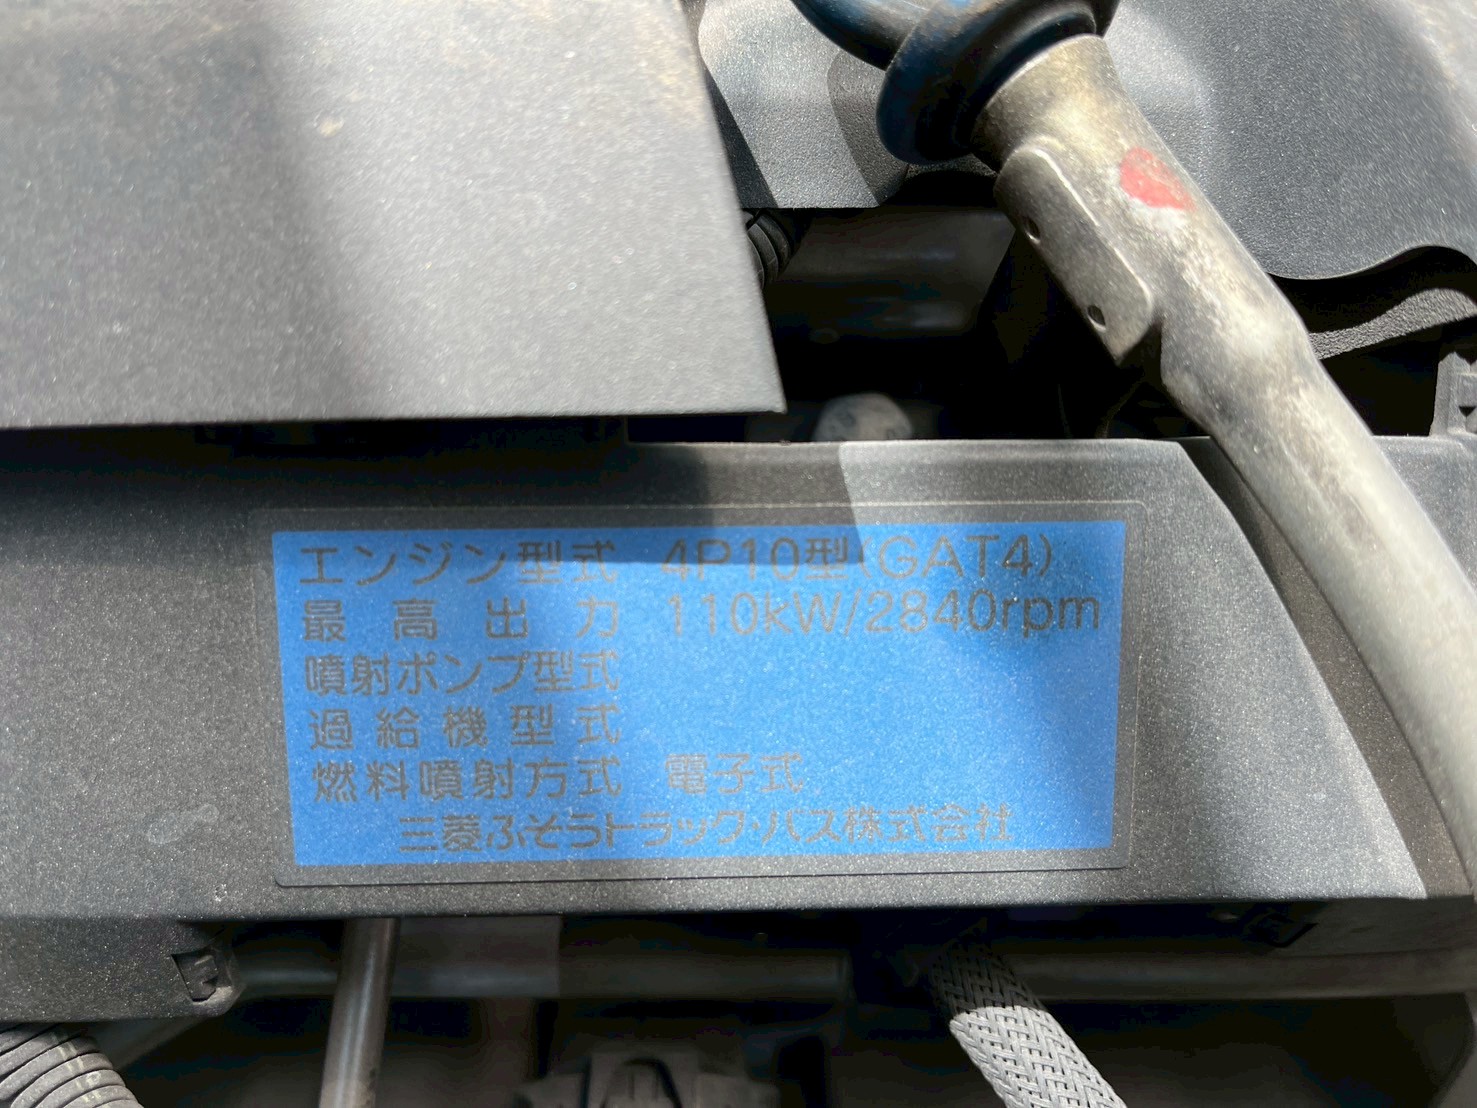 エンジン型式 4P10型(GAT4)
最高出力 110kW/2840rpm
噴射ポンプ型式
過給機型式
燃料噴射方式 電子式
三菱ふそうトラック・バス株式会社